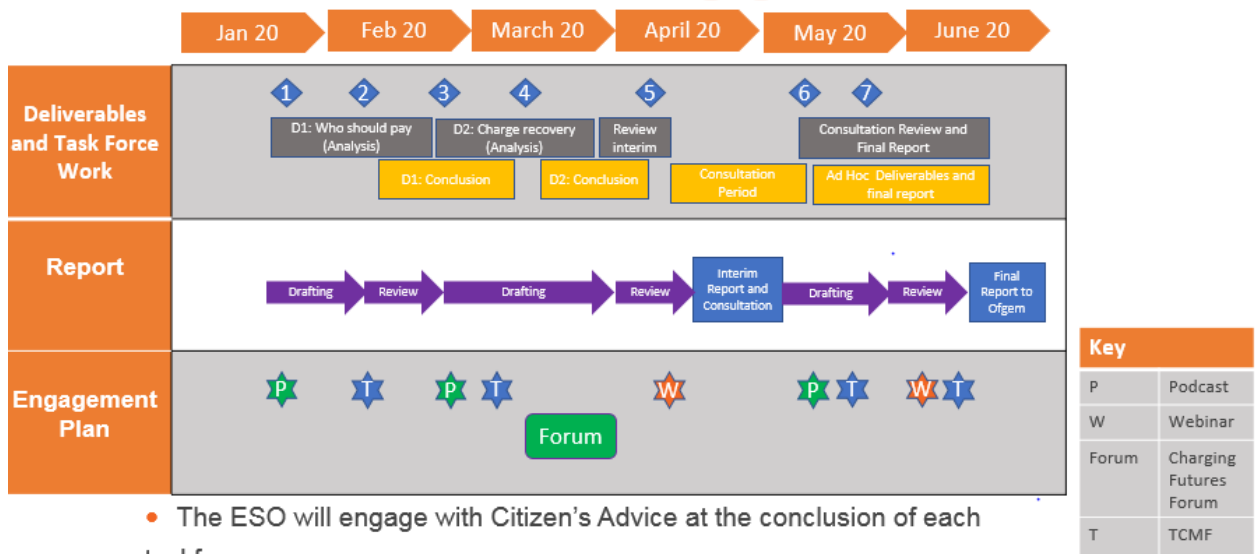 Jan 20
Feb 20
March 20
April 20
May 20
June 20
Deliverables
and Task Force
Work
1
2
3
4
5
6
7
D1: Who should pay
(Analysis)
D2: Charge recovery
(Analysis)
Review
interim
Consultation Review and
Final Report
D1: Conclusion
D2: Conclusion
Consultation
Period
Ad Hoc Deliverables and
final report
Report
Drafting
Review
Drafting
Review
Interim
Report and
Consultation
Drafting
Review
Final
Report to
Ofgem
Engagement
Plan
P
T
P
T
W
P
T
W
T
Forum
Key
P Podcast
W Webinar
Forum Charging
Futures
Forum
T TCMF
• The ESO will engage with Citizen's Advice at the conclusion of each